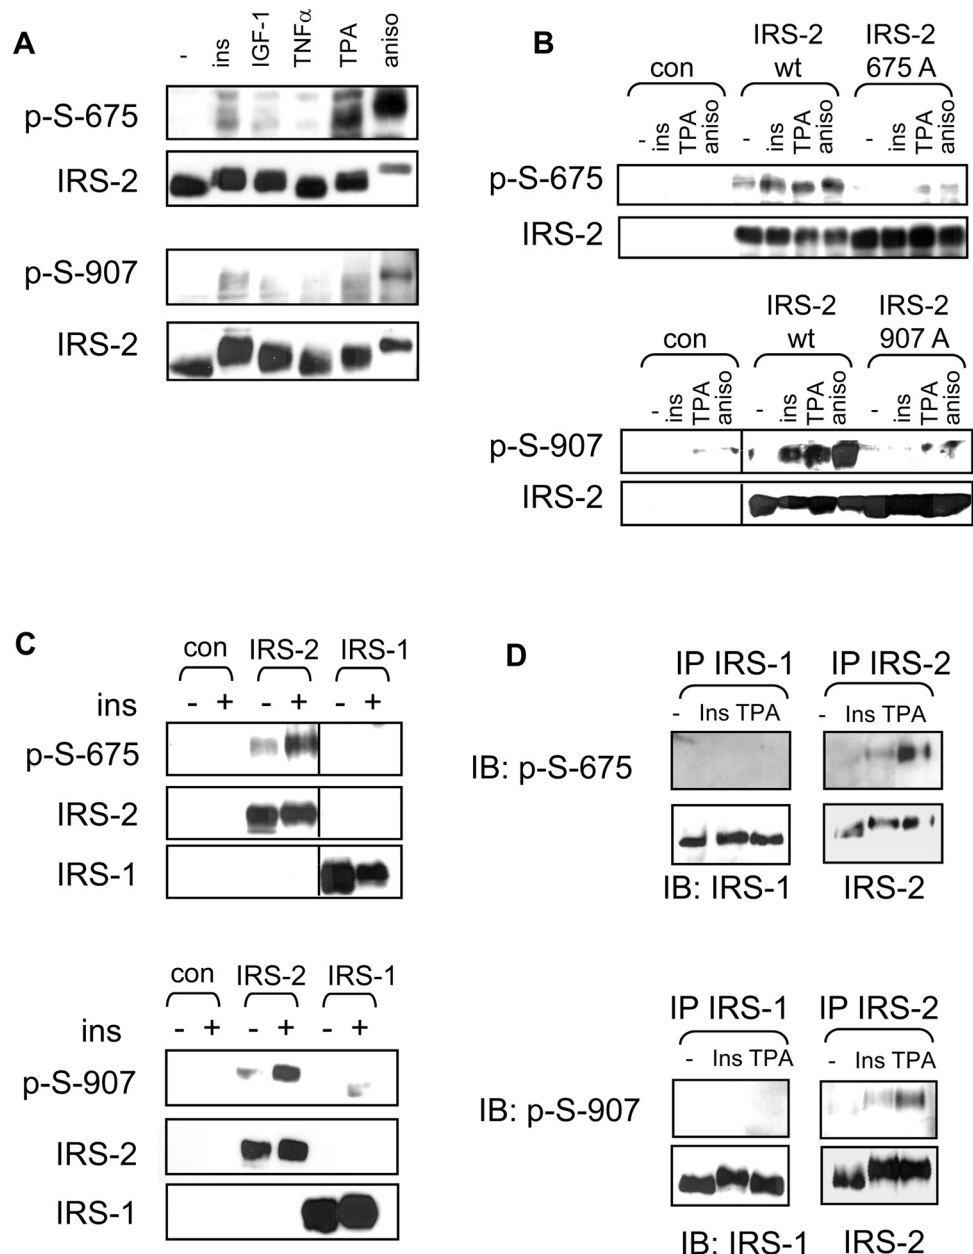 A
- ins IGF-1 TNFα TPA aniso
p-S-675
IRS-2
p-S-907
IRS-2
B
con IRS-2 wt IRS-2 675 A
- ins TPA aniso - ins TPA aniso - ins TPA aniso
p-S-675
IRS-2
con IRS-2 wt IRS-2 907 A
- ins TPA aniso - ins TPA aniso - ins TPA aniso
p-S-907
IRS-2
C
con IRS-2 IRS-1
ins - + - + - +
p-S-675
IRS-2
IRS-1
con IRS-2 IRS-1
ins - + - + - +
p-S-907
IRS-2
IRS-1
D
IP IRS-1 IP IRS-2
- Ins TPA - Ins TPA
IB: p-S-675
IB: IRS-1 IRS-2
IP IRS-1 IP IRS-2
- Ins TPA - Ins TPA
IB: p-S-907
IB: IRS-1 IRS-2